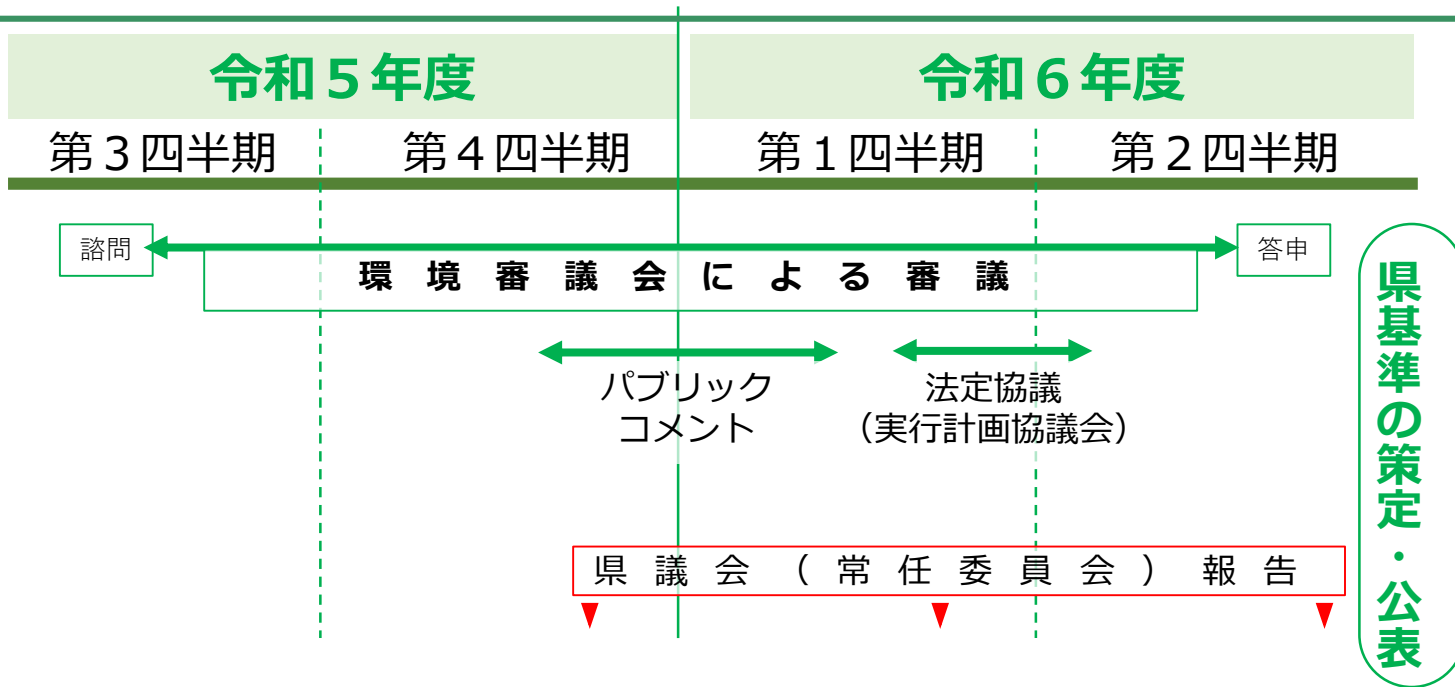 令和５年度
令和６年度
第３四半期
第４四半期
第１四半期
第２四半期
諮問
答申
環境審議会による審議
パブリック
コメント
法定協議
（実行計画協議会）
県議会（常任委員会）報告
県基準の策定・公表